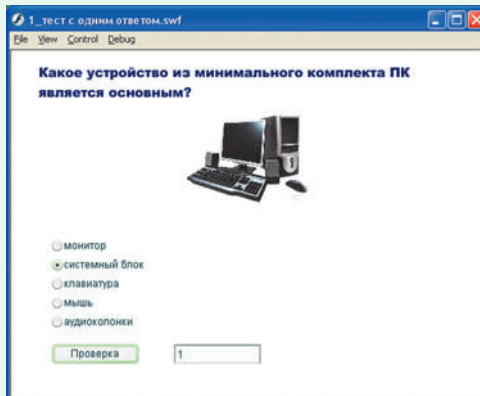 1_тест с одним ответом.swf
File View Control Debug
Какое устройство из минимального комплекта ПК
является основным?
монитор
системный блок
клавиатура
мышь
аудиоколонки
Проверка 1